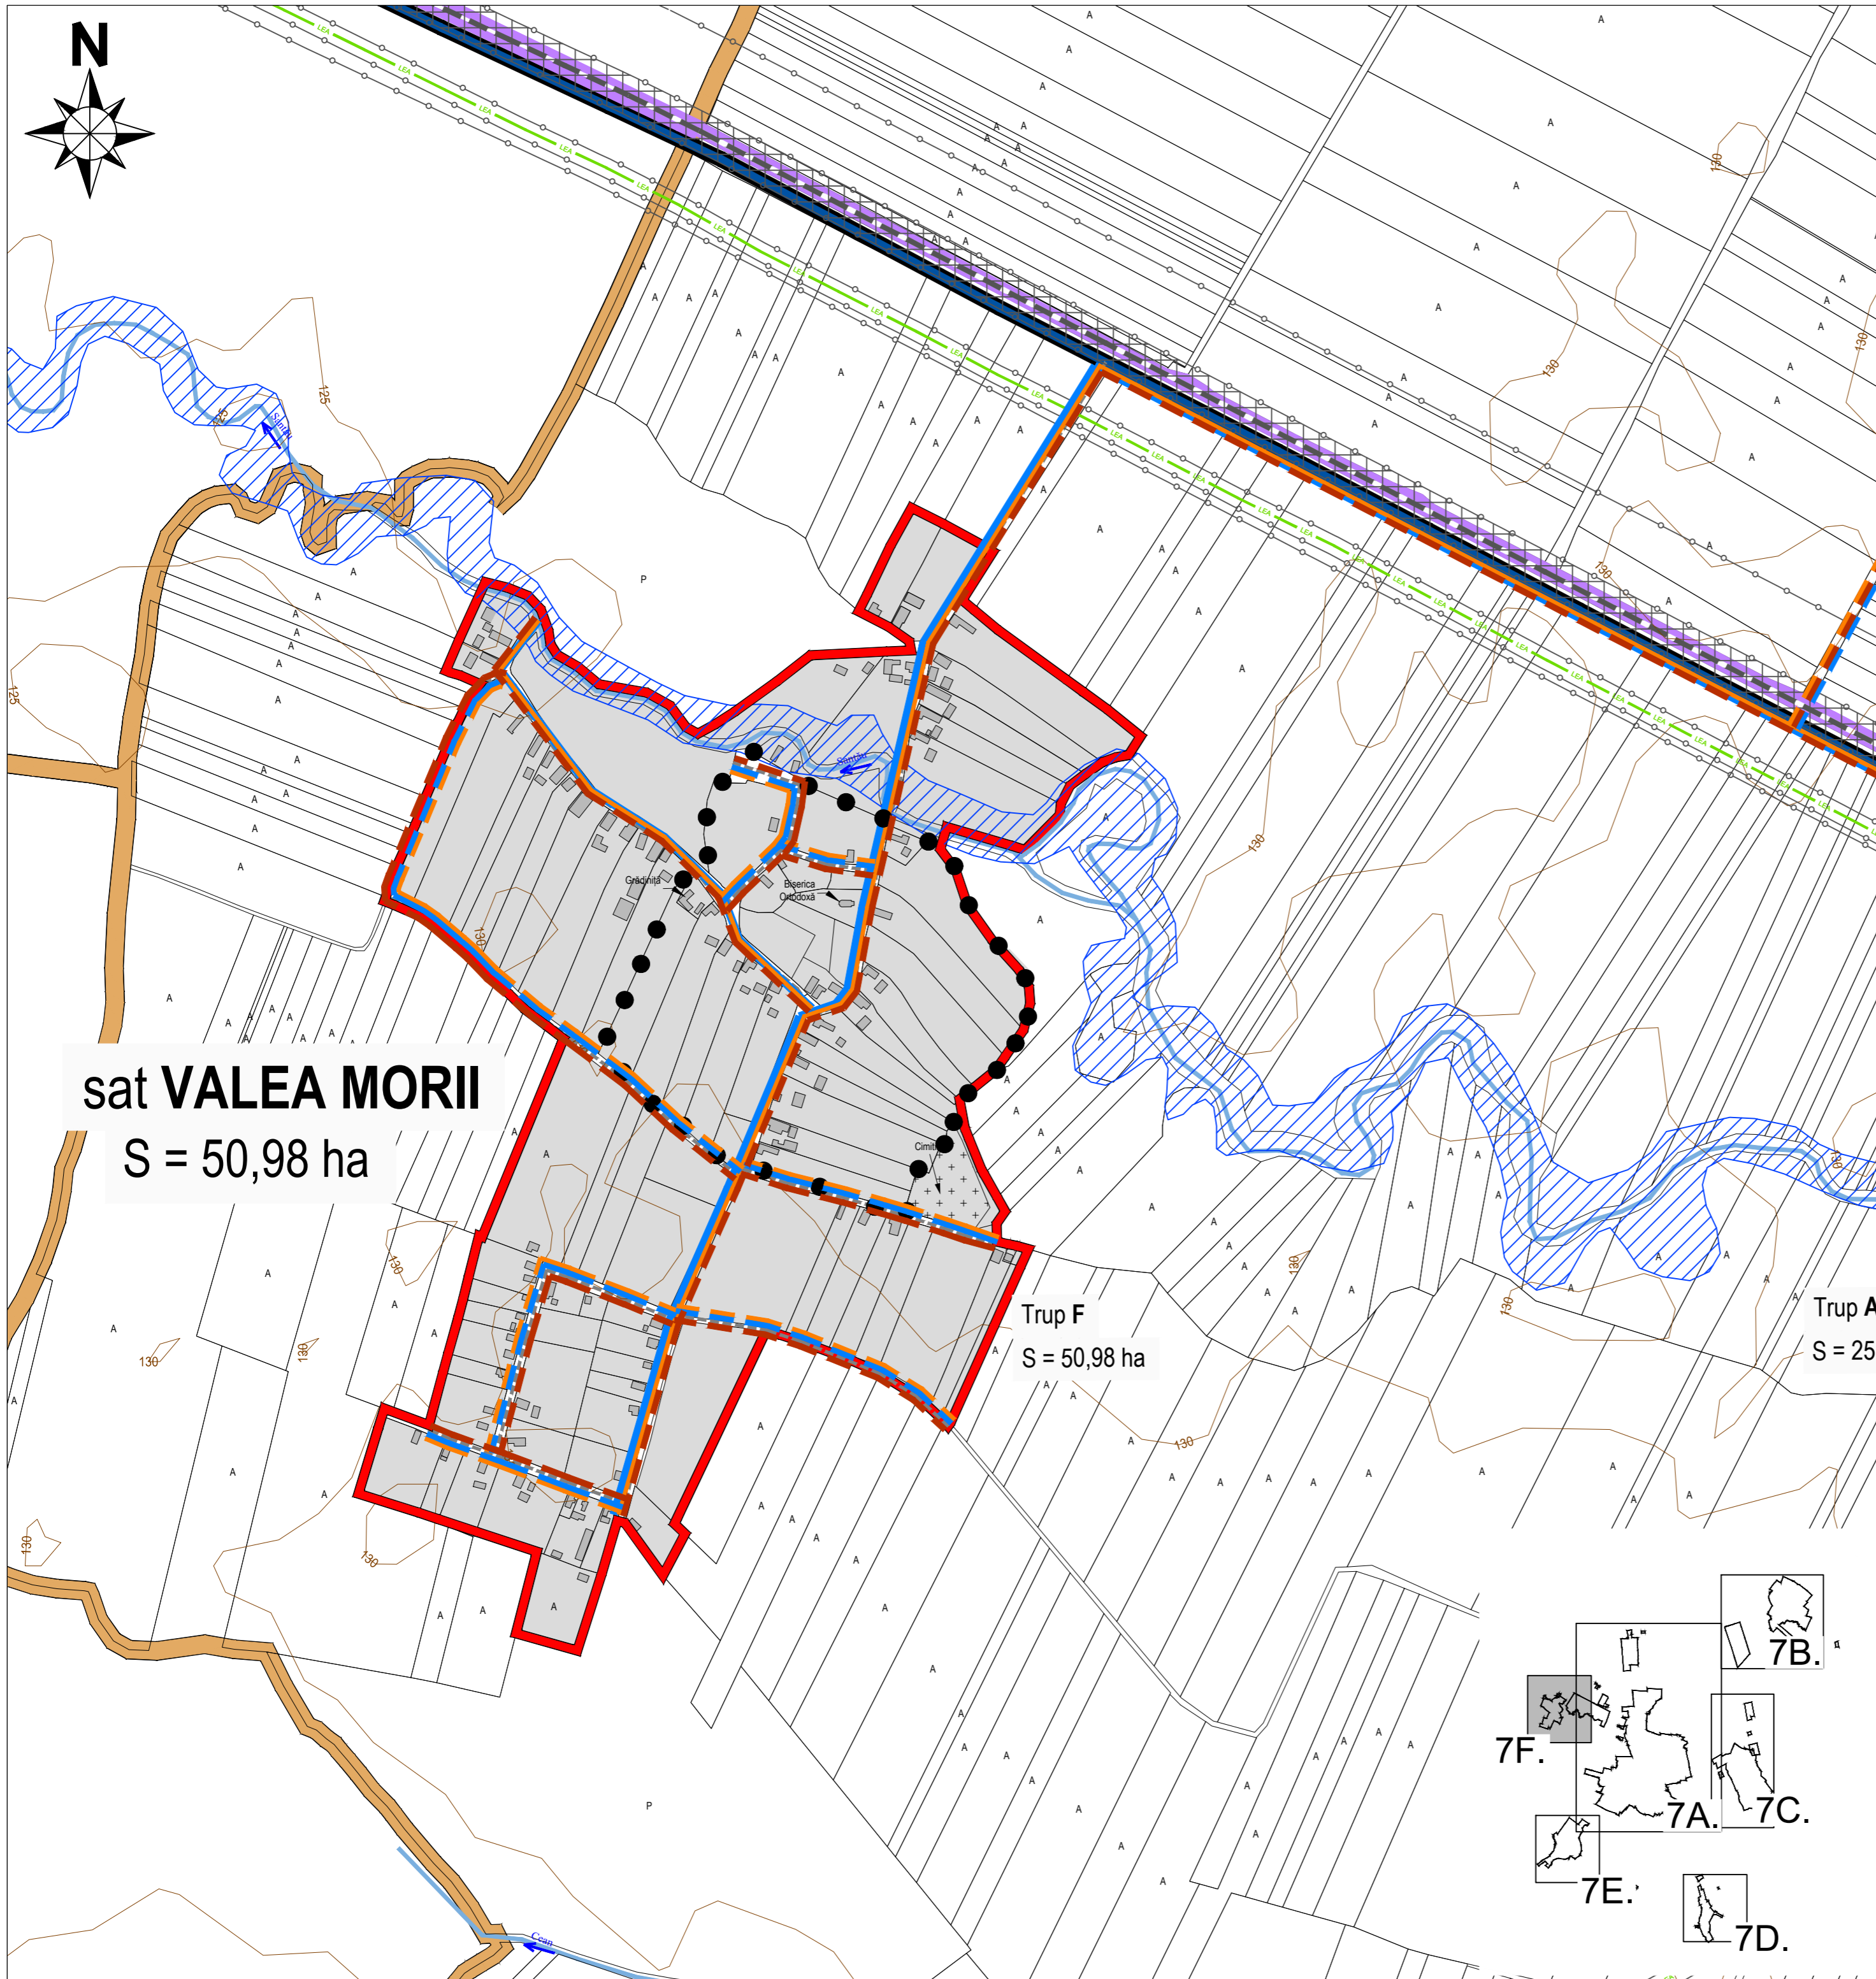 N
LEA
A
125
130
P
Sântău
Grădiniță
Biserica
Ortodoxă
sat VALEA MORII
S = 50,98 ha
Trup F
S = 50,98 ha
Trup A
S = 25
7B.
7F.
7A.
7C.
7E.
7D.